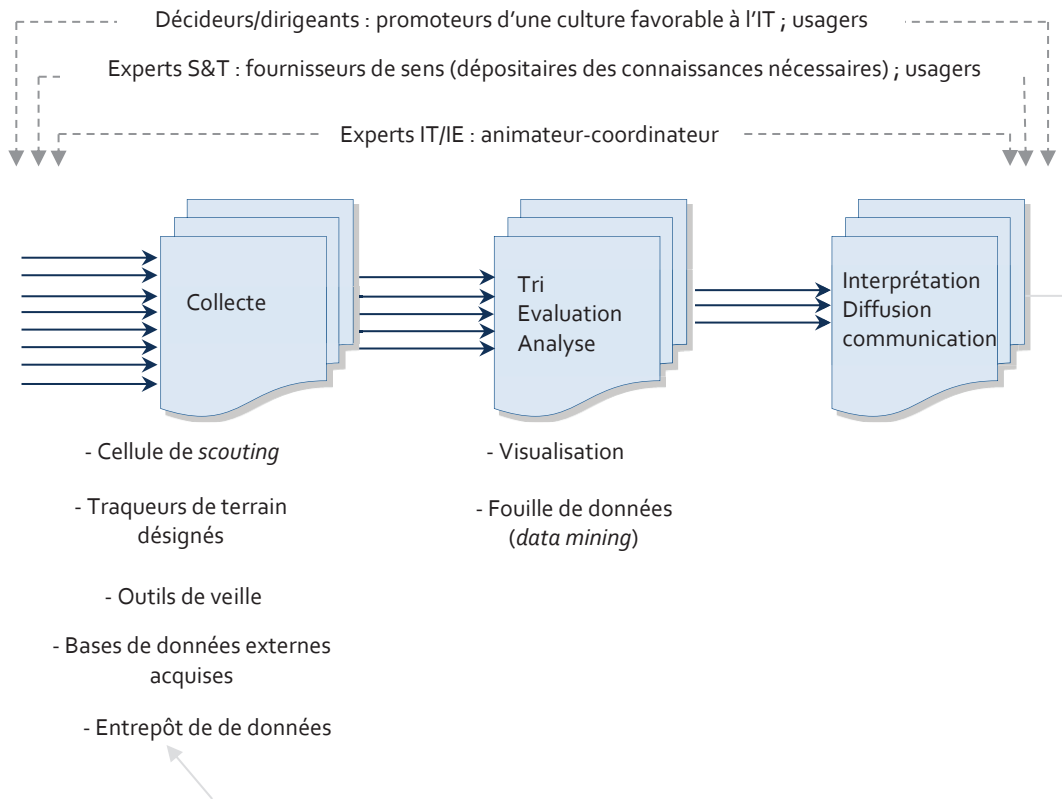 Décideurs/dirigeants : promoteurs d’une culture favorable à l’IT ; usagers
Experts S&T : fournisseurs de sens (dépositaires des connaissances nécessaires) ; usagers
Experts IT/IE : animateur-coordinateur
Collecte
Tri
Evaluation
Analyse
Interprétation
Diffusion
communication
- Cellule de scouting
- Traqueurs de terrain
désignés
- Outils de veille
- Bases de données externes
acquises
- Entrepôt de de données
- Visualisation
- Fouille de données
(data mining)